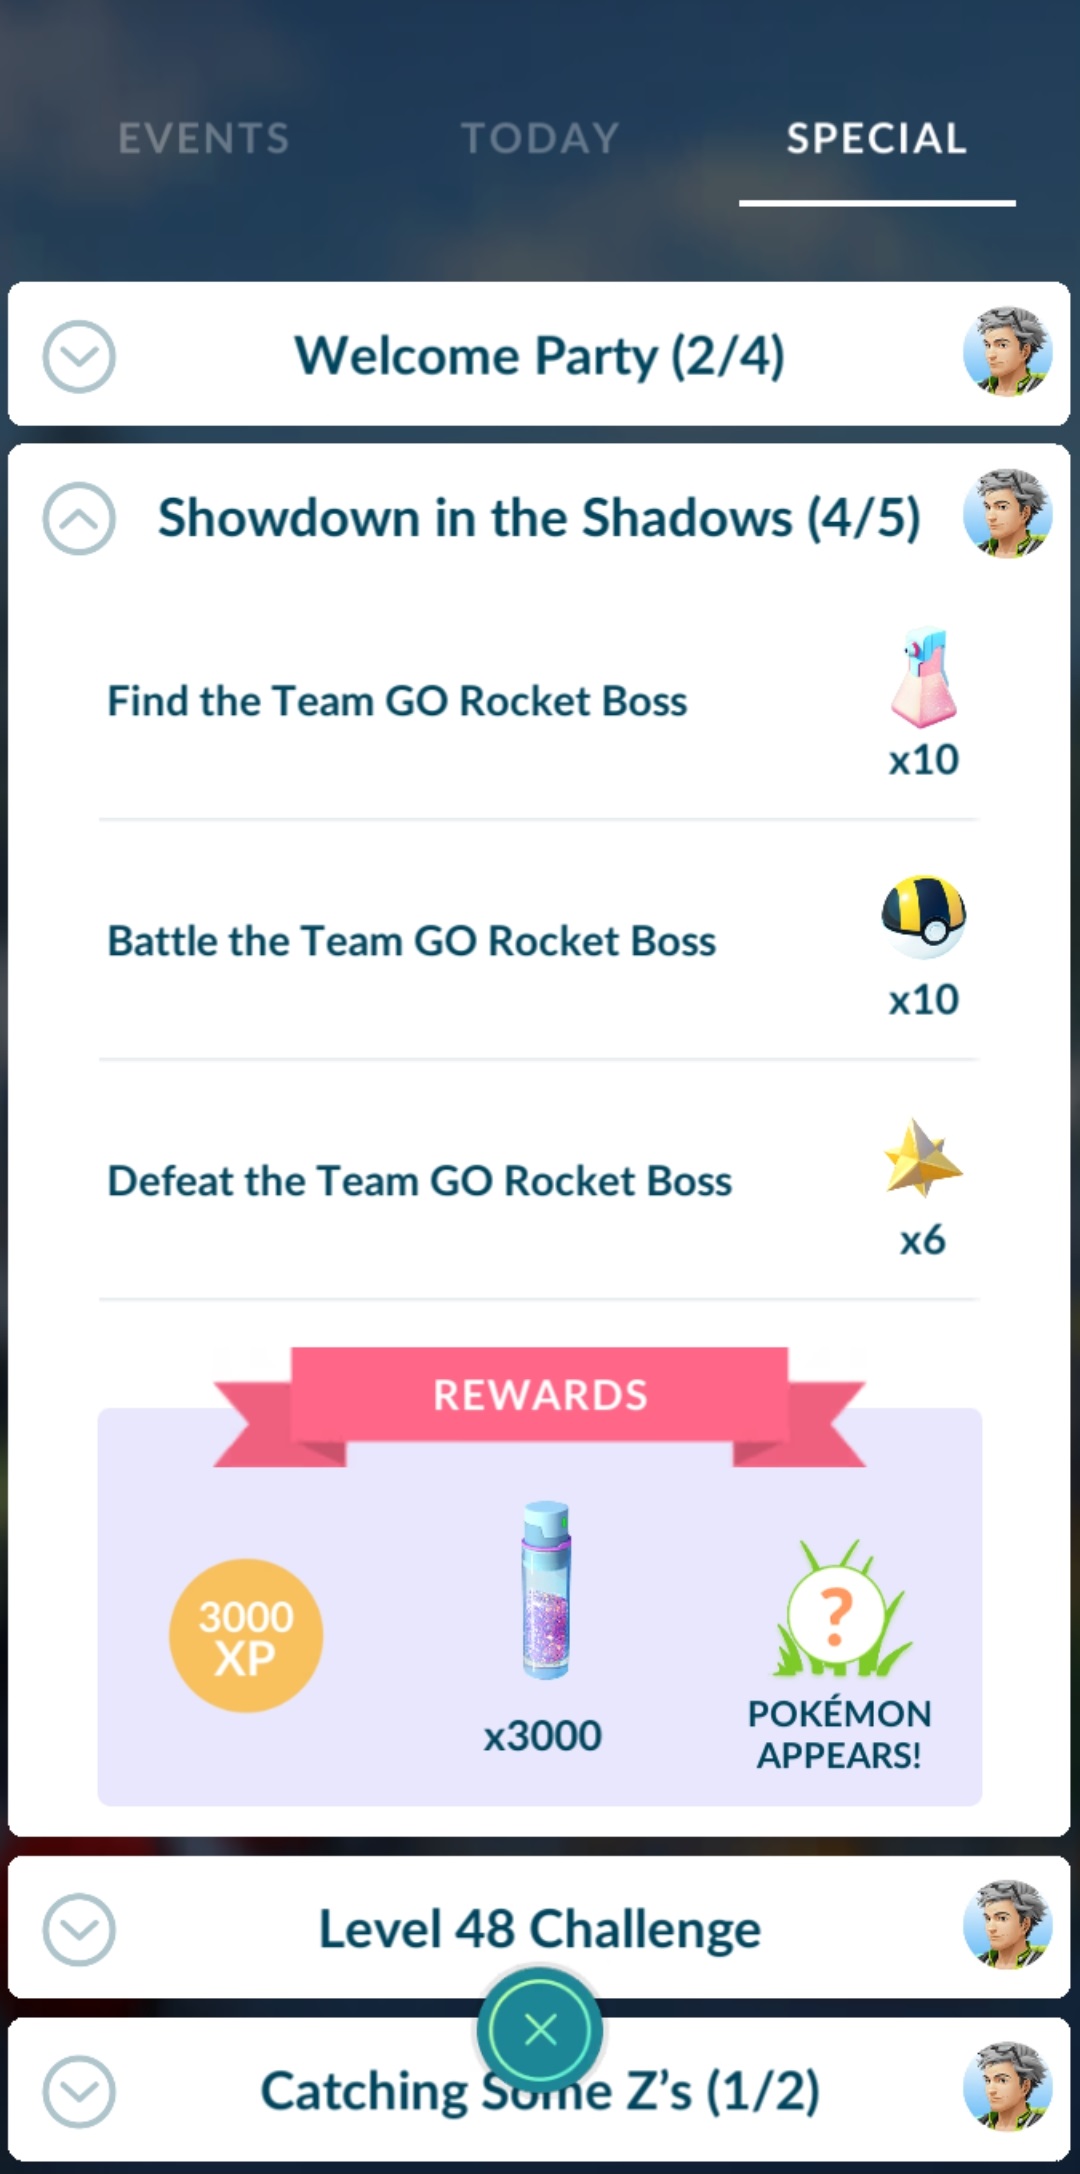 EVENTS TODAY SPECIAL
Welcome Party (2/4)
Showdown in the Shadows (4/5)
Find the Team GO Rocket Boss
x10
Battle the Team GO Rocket Boss
x10
Defeat the Team GO Rocket Boss
x6
REWARDS
3000
XP
x3000
?
POKÉMON
APPEARS!
Level 48 Challenge
Catching Some Z's (1/2)